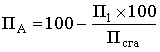 П_А = 100 − П_1 × 100 / П_сга